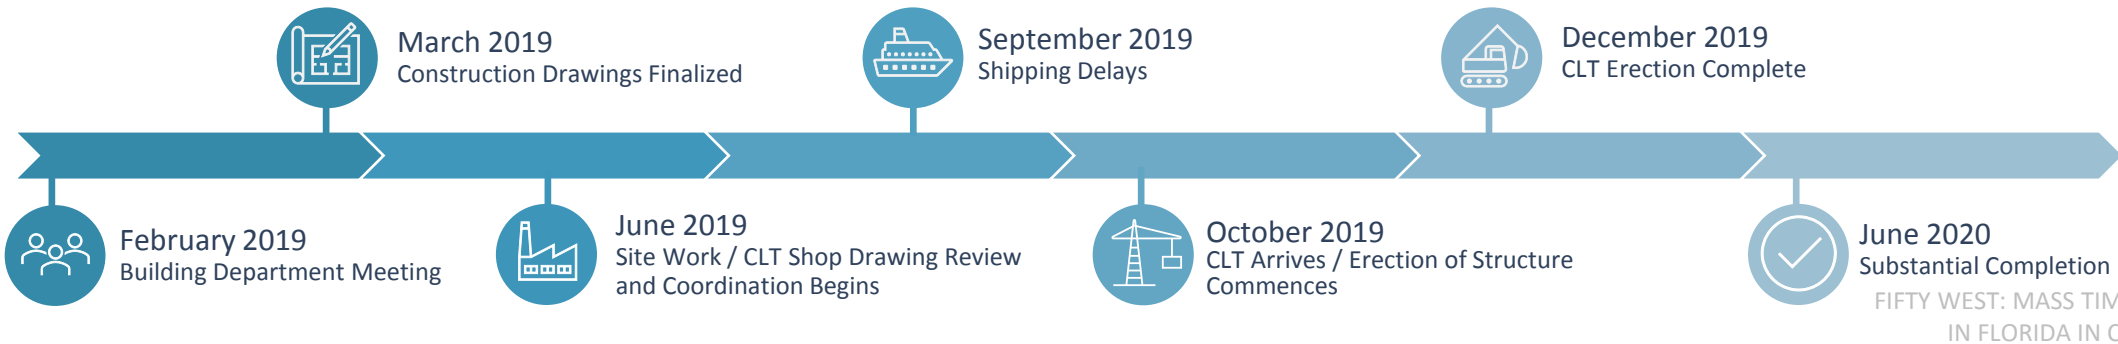 February 2019
Building Department Meeting
March 2019
Construction Drawings Finalized
June 2019
Site Work / CLT Shop Drawing Review
and Coordination Begins
September 2019
Shipping Delays
October 2019
CLT Arrives / Erection of Structure
Commences
December 2019
CLT Erection Complete
June 2020
Substantial Completion
FIFTY WEST: MASS TIM
IN FLORIDA IN